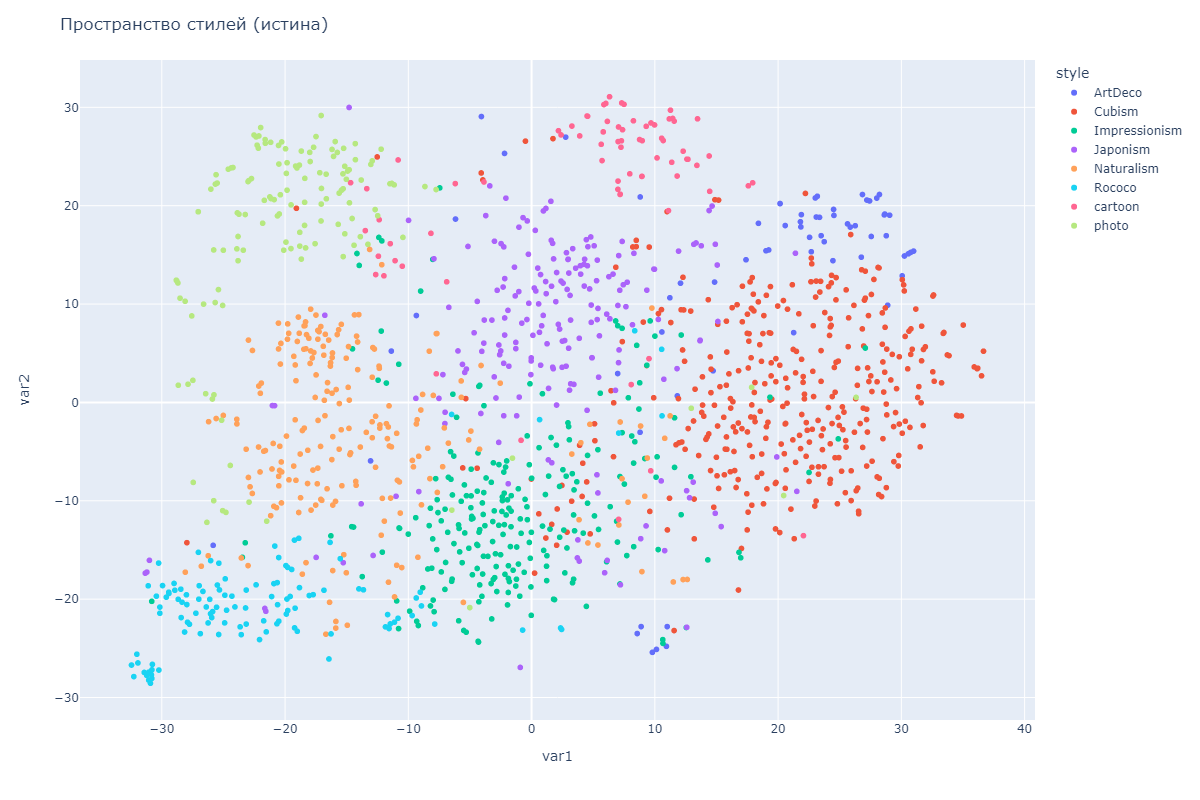 Пространство стилей (истина)
style
ArtDeco
Cubism
Impressionism
Japonism
Naturalism
Rococo
cartoon
photo
30
20
10
0
−10
−20
−30
var2
−30 −20 −10 0 10 20 30 40
var1